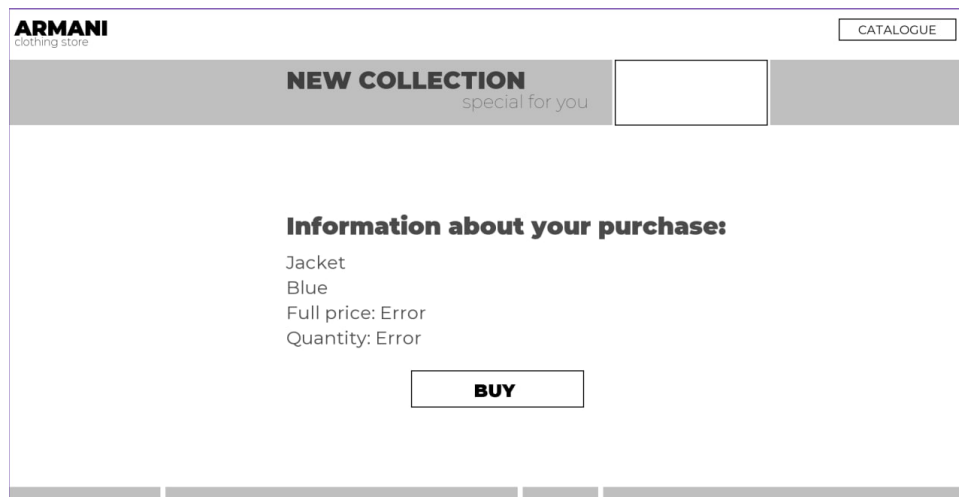 ARMANI
clothing store
CATALOGUE
NEW COLLECTION
special for you
Information about your purchase:
Jacket
Blue
Full price: Error
Quantity: Error
BUY